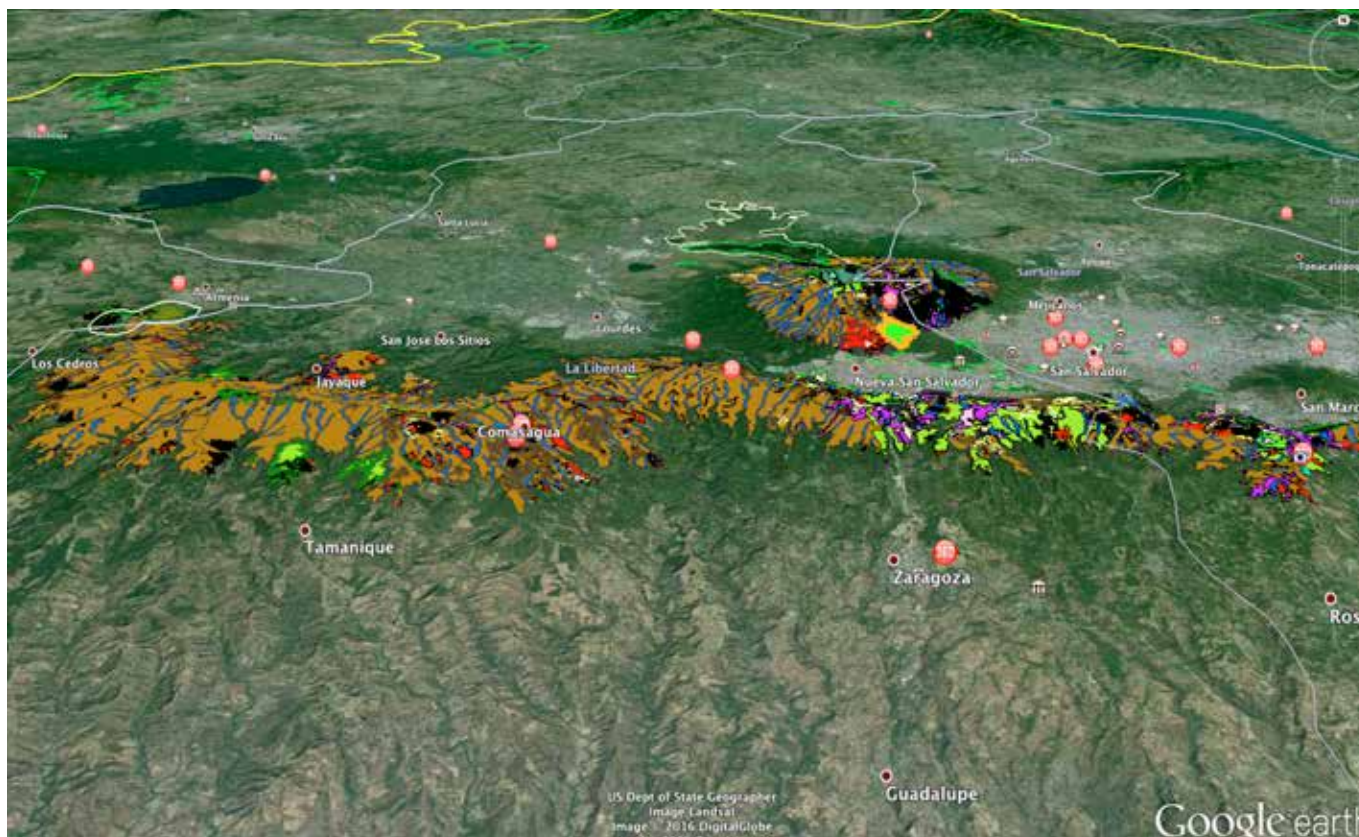 Santa Lucia
Armenia
San Salvador
Tonacatepeq
Mejicanos
Lourdes
San Jose Los Sitios
Los Cedros
Jayaque
La Libertad
Nueva San Salvador
San Salvador
San Marc
Comasagua
Tamanique
Zaragoza
Ros
Guadalupe
US Dept of State Geographer
Image Landsat
Image © 2016 DigitalGlobe
Google earth